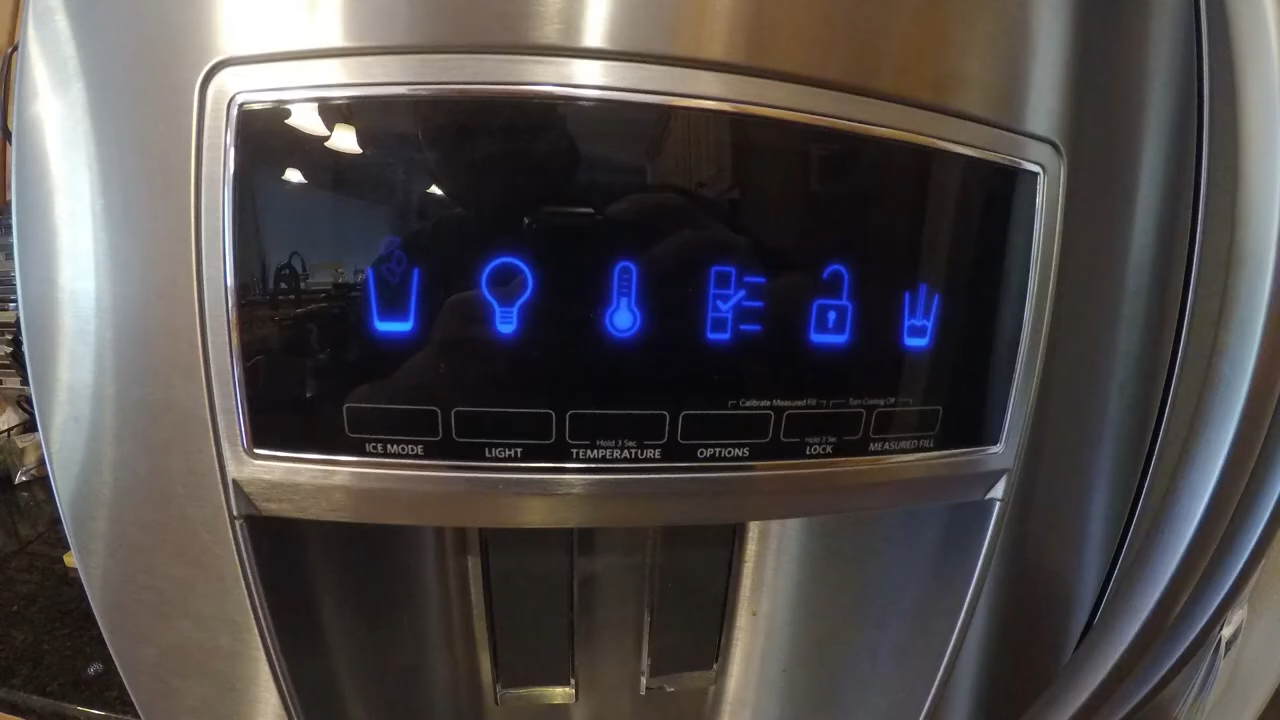 Calibrate Measured Fill
Turn Cooling Off
Hold 3 Sec
Hold 3 Sec
ICE MODE
LIGHT
TEMPERATURE
OPTIONS
LOCK
MEASURED FILL